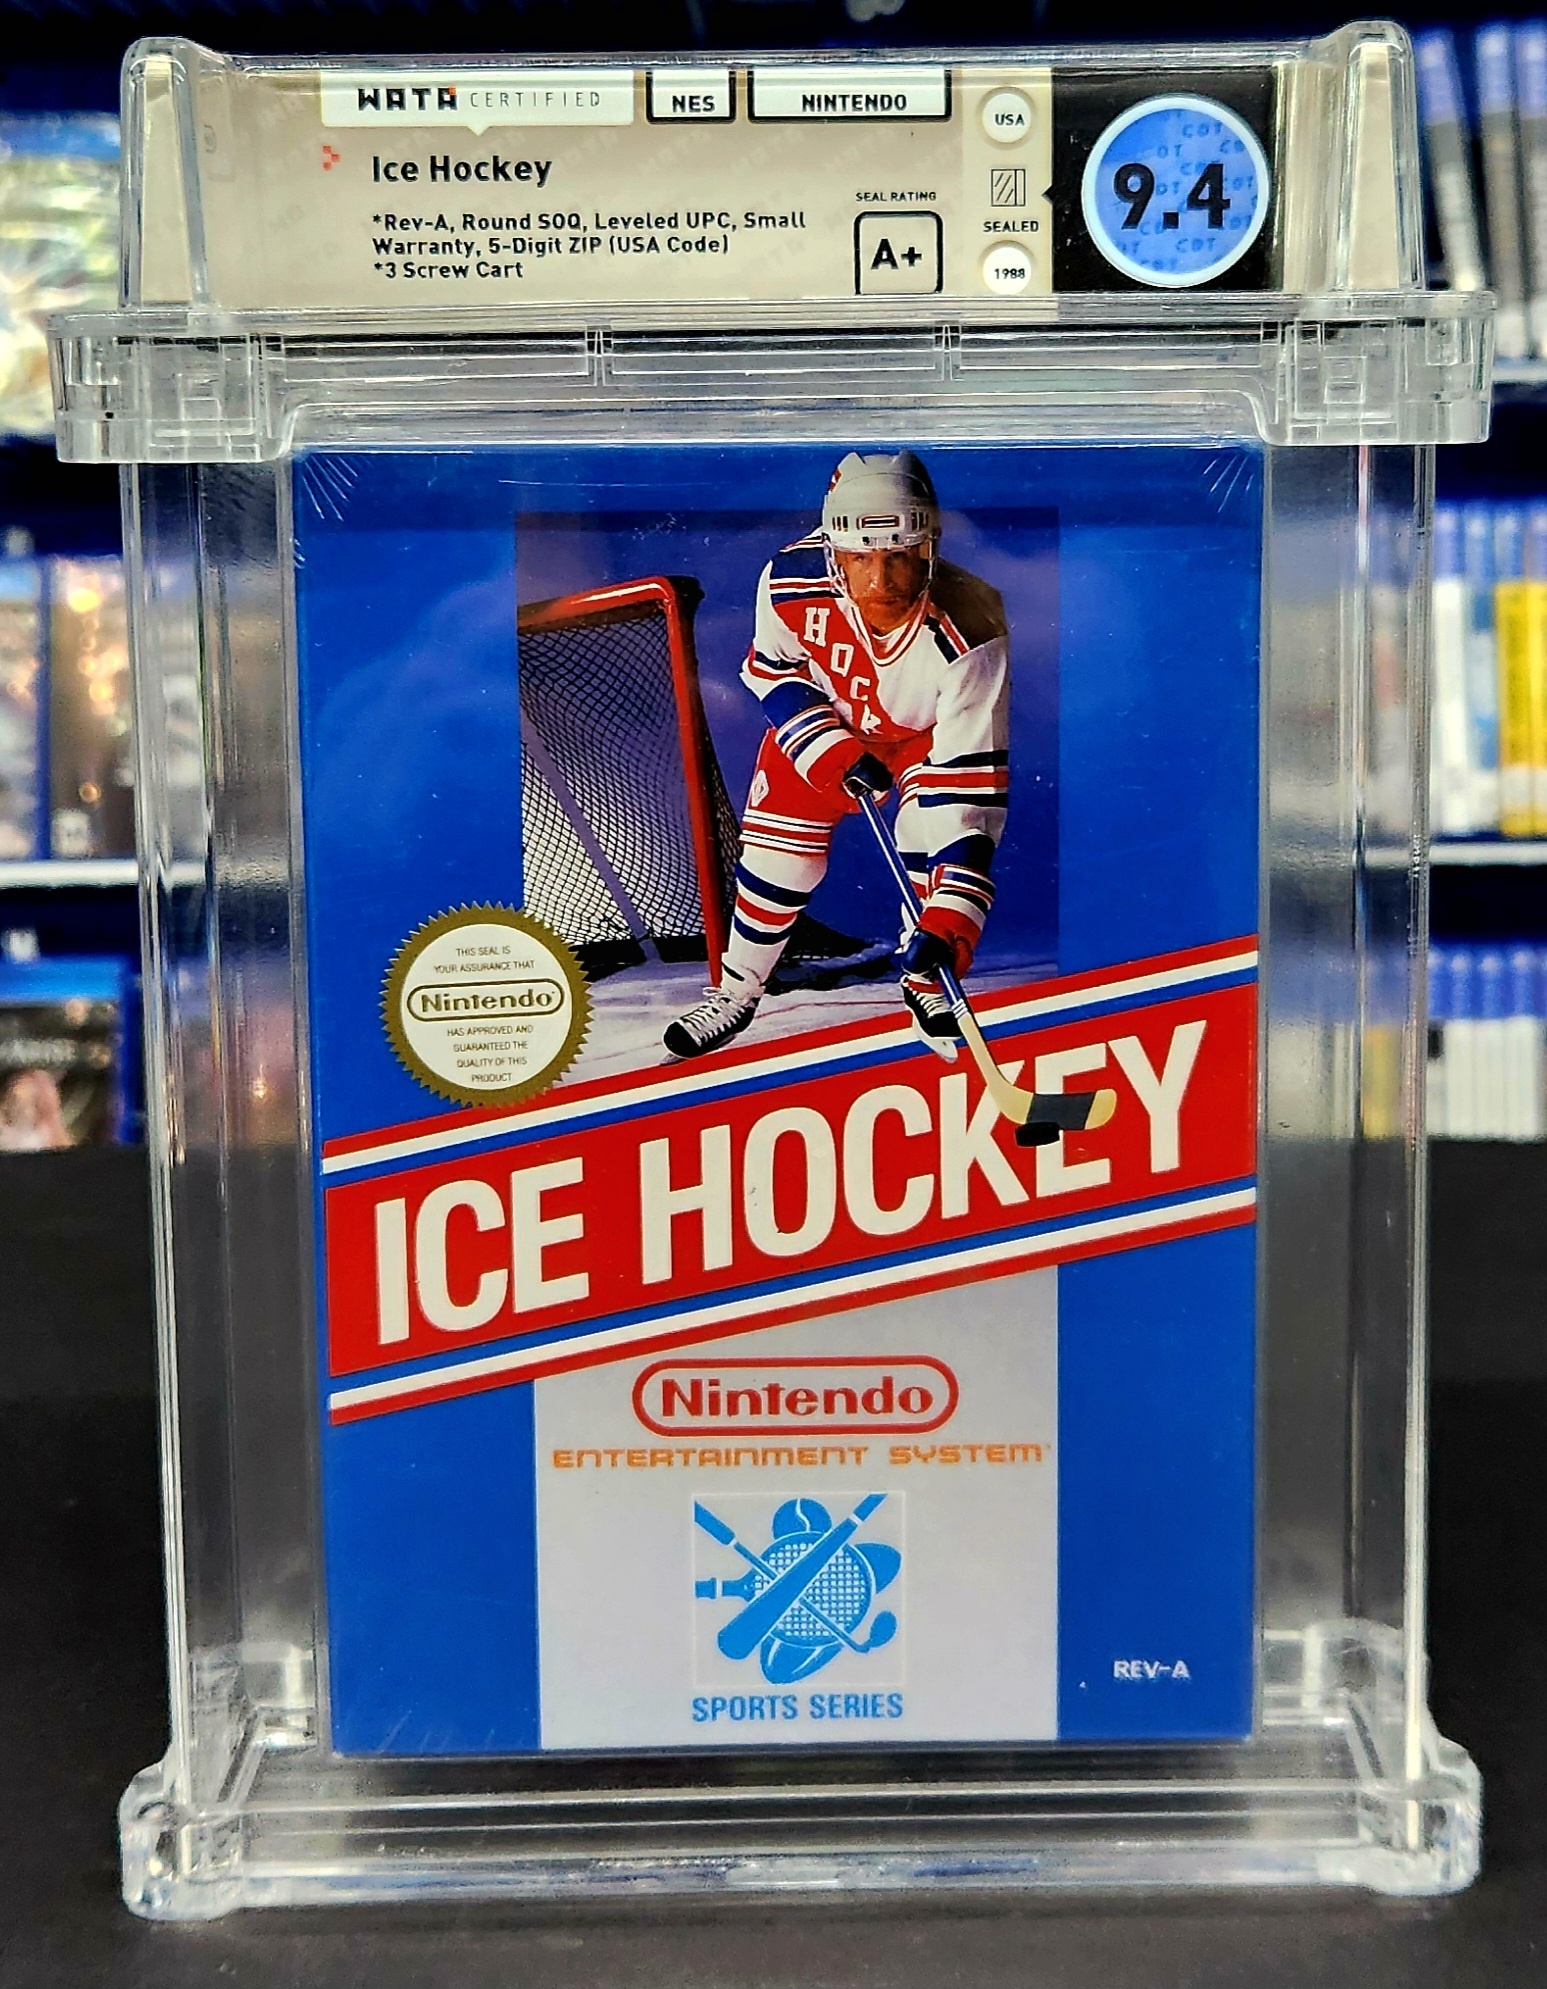 WATA CERTIFIED
NES
NINTENDO
USA
Ice Hockey
*Rev-A, Round SOQ, Leveled UPC, Small
Warranty, 5-Digit ZIP (USA Code)
*3 Screw Cart
SEAL RATING
A+
SEALED
1988
9.4
CDT
HOCK
THIS SEAL IS
YOUR ASSURANCE THAT
Nintendo
HAS APPROVED AND
GUARANTEED THE
QUALITY OF THIS
PRODUCT
ICE HOCKEY
Nintendo
ENTERTAINMENT SYSTEM
SPORTS SERIES
REV-A